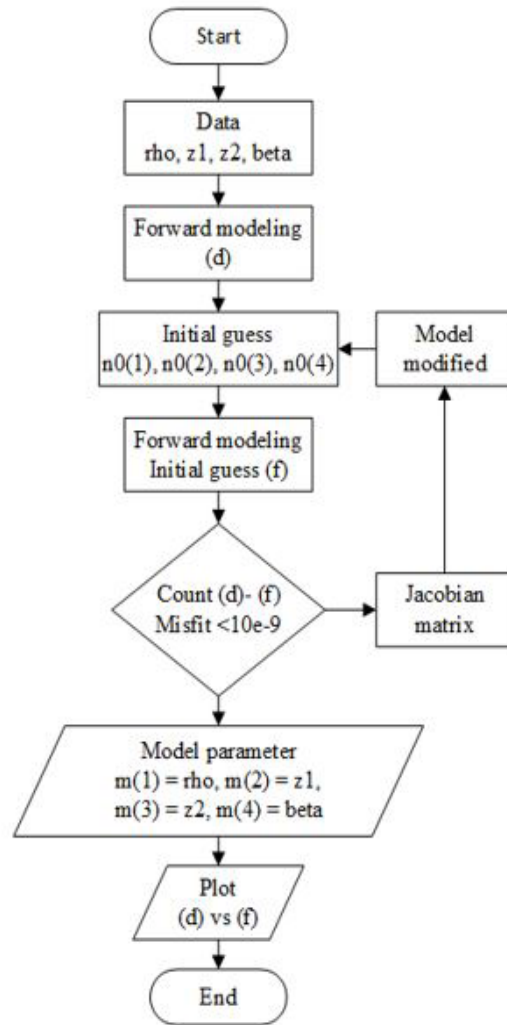 Start
Data
rho, z1, z2, beta
Forward modeling
(d)
Initial guess
n0(1), n0(2), n0(3), n0(4)
Model
modified
Forward modeling
Initial guess (f)
Count (d)- (f)
Misfit <10e-9
Jacobian
matrix
Model parameter
m(1) = rho, m(2) = z1,
m(3) = z2, m(4) = beta
Plot
(d) vs (f)
End